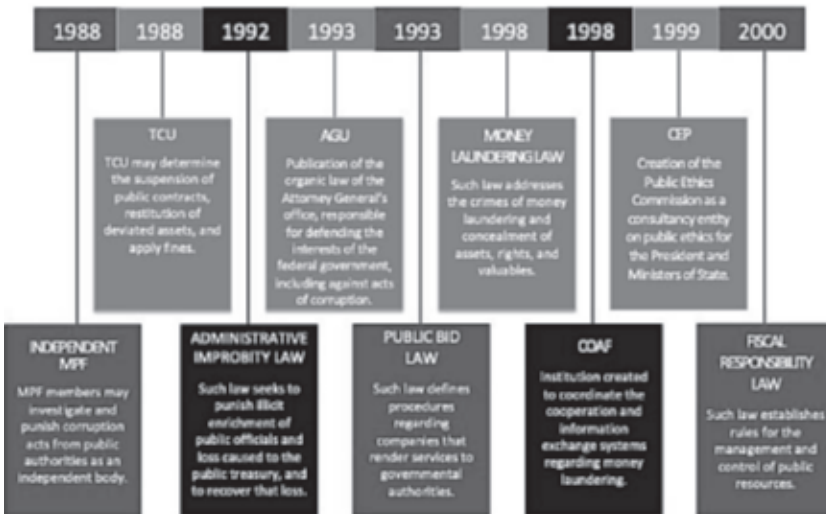 1988 1988 1992 1993 1993 1998 1998 1999 2000
TCU
TCU may determine
the suspension of
public contracts,
restitution of
deviated assets, and
apply fines.
AGU
Publication of the
organic law of the
Attorney General's
office, responsible
for defending the
interests of the
federal government,
including against acts
of corruption.
MONEY
LAUNDERING LAW
Such law addresses
the crimes of money
laundering and
concealment of
assets, rights, and
valuables.
CEP
Creation of the
Public Ethics
Commission as a
consultancy entity
on public ethics for
the President and
Ministers of State.
INDEPENDENT
MPF
MPF members may
investigate and
punish corruption
acts from public
authorities as an
independent body.
ADMINISTRATIVE
IMPROBITY LAW
Such law seeks to
punish illicit
enrichment of
public officials and
loss caused to the
public treasury, and
to recover that loss.
PUBLIC BID
LAW
Such law defines
procedures
regarding
companies that
render services to
governmental
authorities.
COAF
Institution created
to coordinate the
cooperation and
information
exchange systems
regarding money
laundering.
FISCAL
RESPONSIBILITY
LAW
Such law establishes
rules for the
management and
control of public
resources.